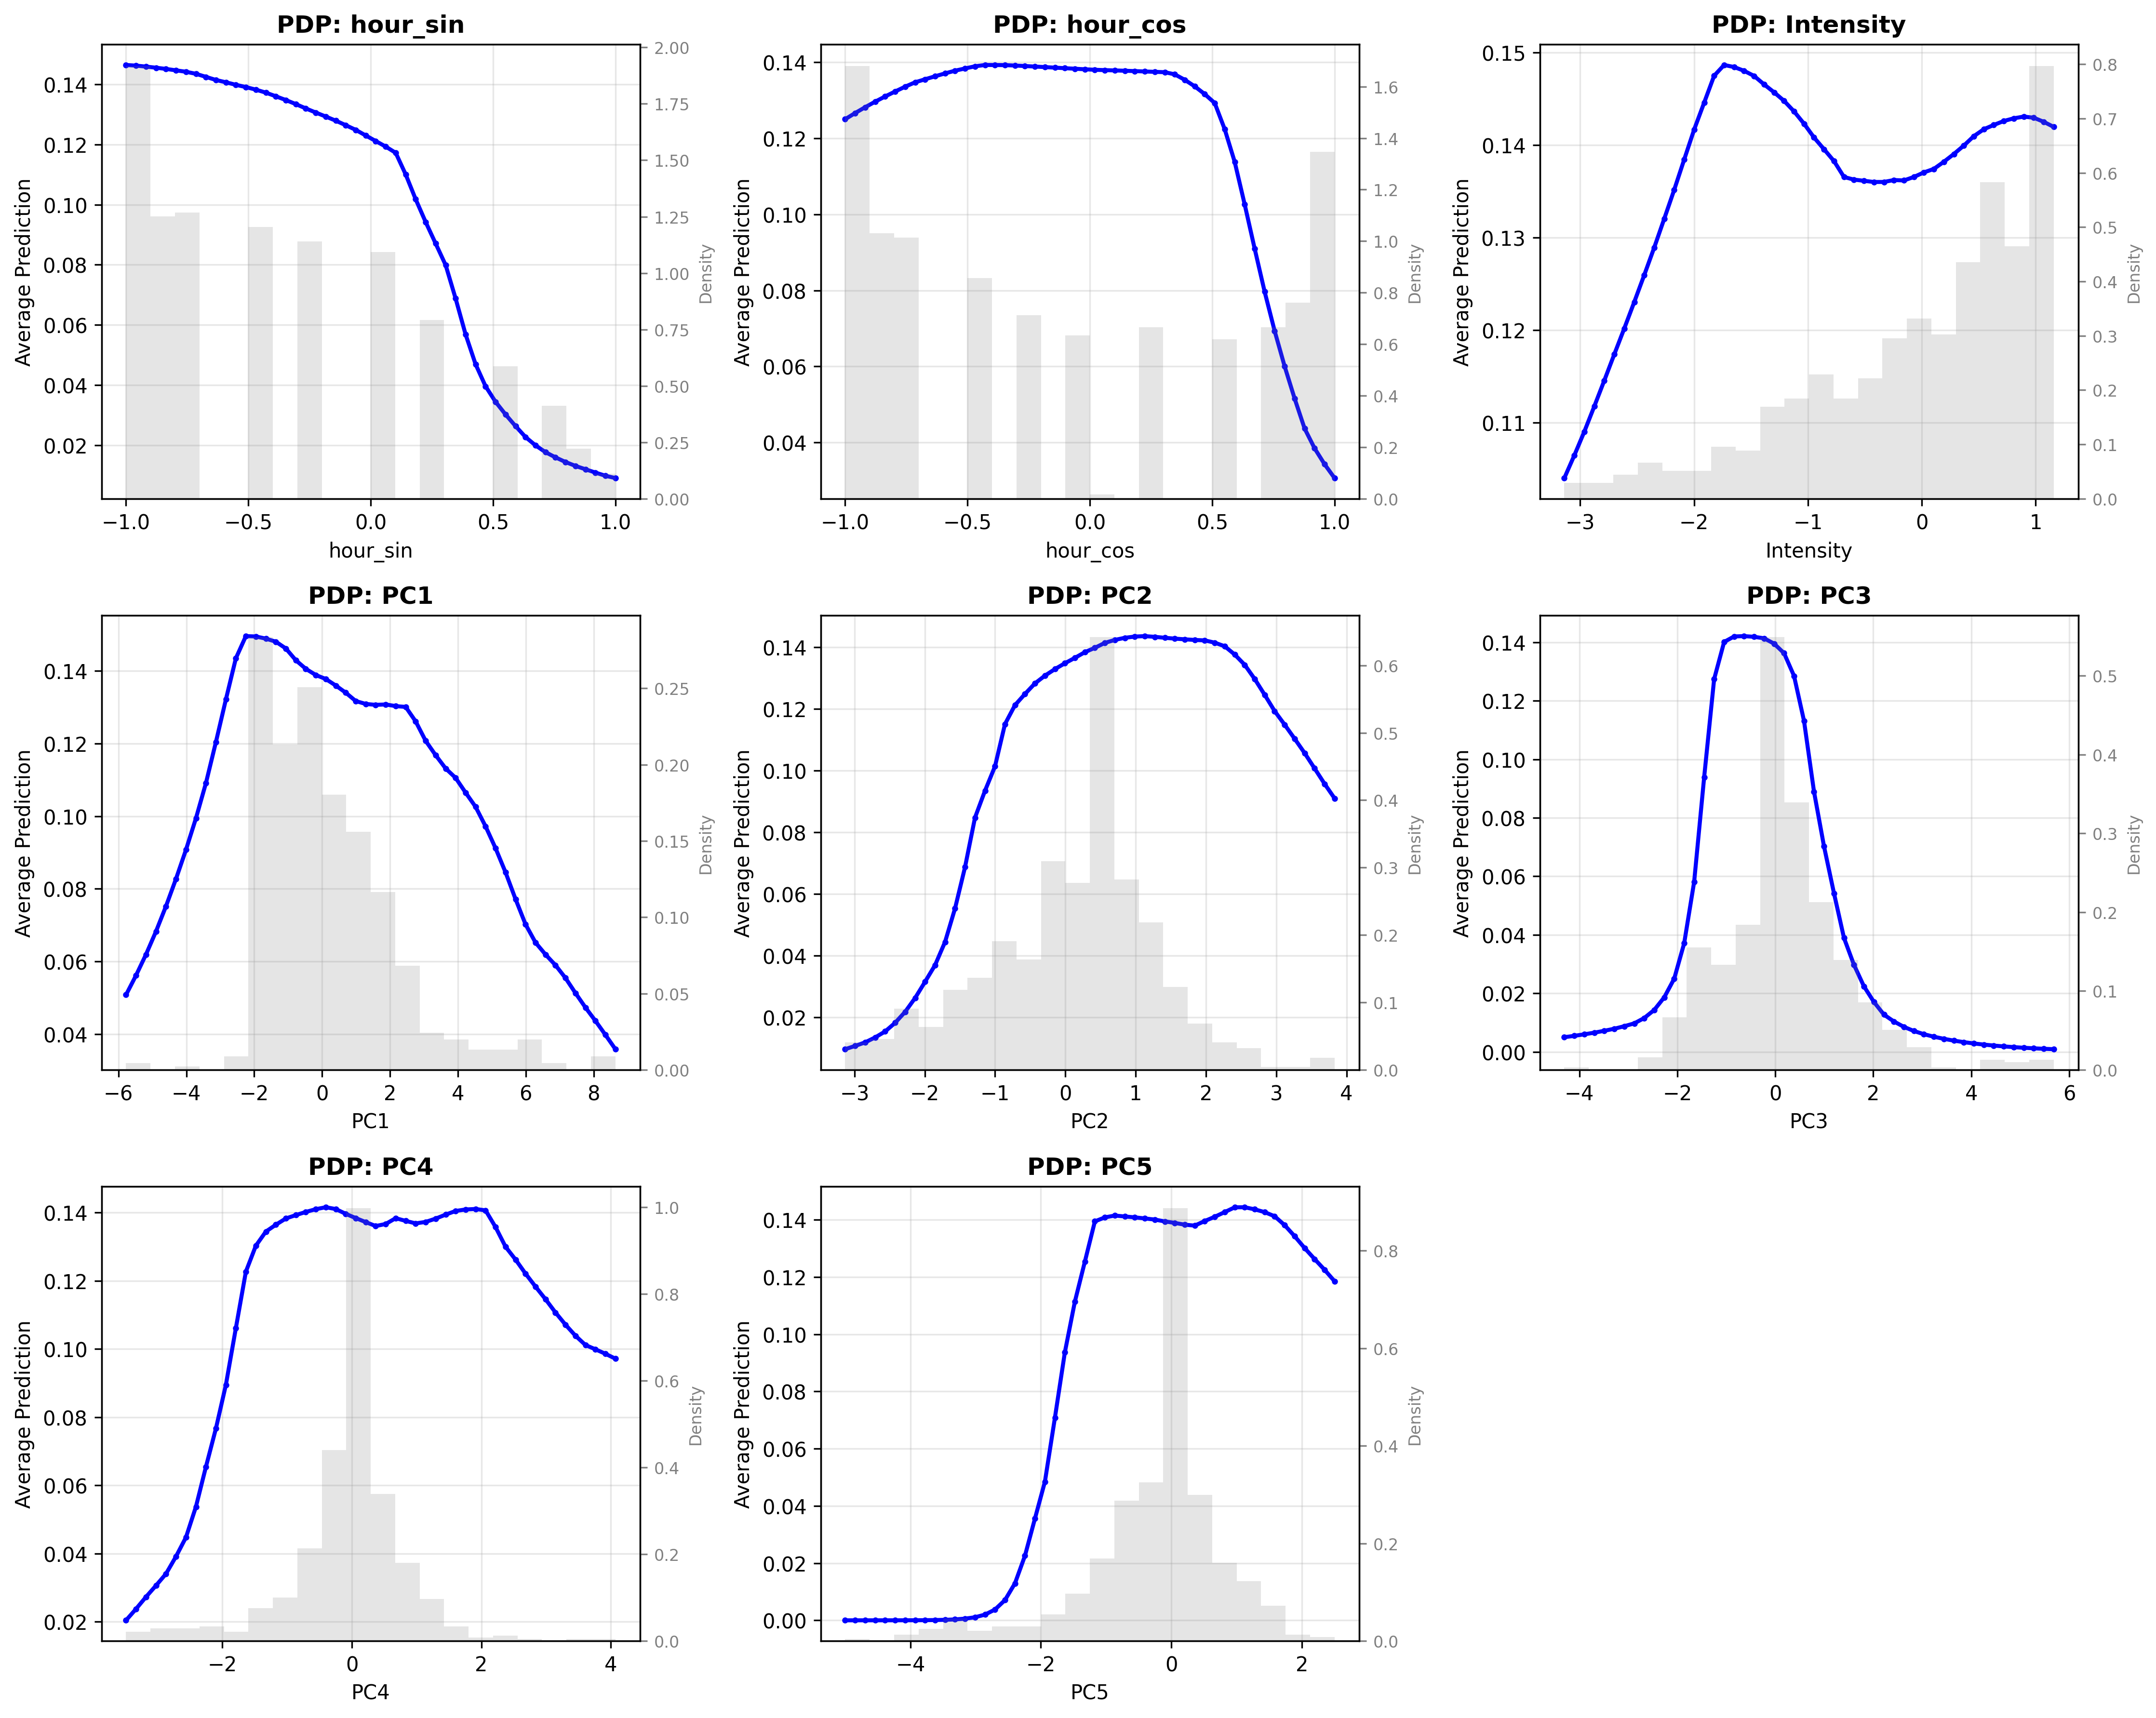 PDP: hour_sin
0.14
0.12
0.10
0.08
0.06
0.04
0.02
Average Prediction
2.00
1.75
1.50
1.25
1.00
0.75
0.50
0.25
0.00
Density
−1.0 −0.5 0.0 0.5 1.0
hour_sin
PDP: hour_cos
0.14
0.12
0.10
0.08
0.06
0.04
Average Prediction
1.6
1.4
1.2
1.0
0.8
0.6
0.4
0.2
0.0
Density
−1.0 −0.5 0.0 0.5 1.0
hour_cos
PDP: Intensity
0.15
0.14
0.13
0.12
0.11
Average Prediction
0.8
0.7
0.6
0.5
0.4
0.3
0.2
0.1
0.0
Density
−3 −2 −1 0 1
Intensity
PDP: PC1
0.14
0.12
0.10
0.08
0.06
0.04
Average Prediction
0.25
0.20
0.15
0.10
0.05
0.00
Density
−6 −4 −2 0 2 4 6 8
PC1
PDP: PC2
0.14
0.12
0.10
0.08
0.06
0.04
0.02
Average Prediction
0.6
0.5
0.4
0.3
0.2
0.1
0.0
Density
−3 −2 −1 0 1 2 3 4
PC2
PDP: PC3
0.14
0.12
0.10
0.08
0.06
0.04
0.02
0.00
Average Prediction
0.5
0.4
0.3
0.2
0.1
0.0
Density
−4 −2 0 2 4 6
PC3
PDP: PC4
0.14
0.12
0.10
0.08
0.06
0.04
0.02
Average Prediction
1.0
0.8
0.6
0.4
0.2
0.0
Density
−2 0 2 4
PC4
PDP: PC5
0.14
0.12
0.10
0.08
0.06
0.04
0.02
0.00
Average Prediction
0.8
0.6
0.4
0.2
0.0
Density
−4 −2 0 2
PC5